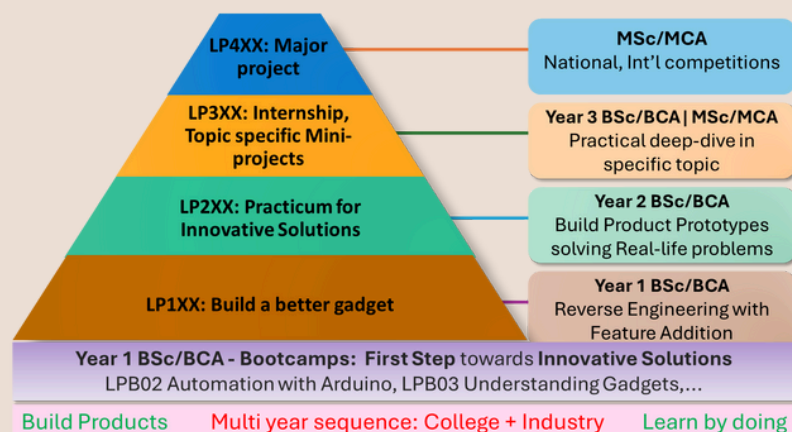 LP4XX: Major
project
MSc/MCA
National, Int'l competitions
LP3XX: Internship,
Topic specific Mini-
projects
Year 3 BSc/BCA| MSc/MCA
Practical deep-dive in
specific topic
LP2XX: Practicum for
Innovative Solutions
Year 2 BSc/BCA
Build Product Prototypes
solving Real-life problems
LP1XX: Build a better gadget
Year 1 BSc/BCA
Reverse Engineering with
Feature Addition
Year 1 BSc/BCA - Bootcamps: First Step towards Innovative Solutions
LPB02 Automation with Arduino, LPB03 Understanding Gadgets,...
Build Products Multi year sequence: College + Industry Learn by doing